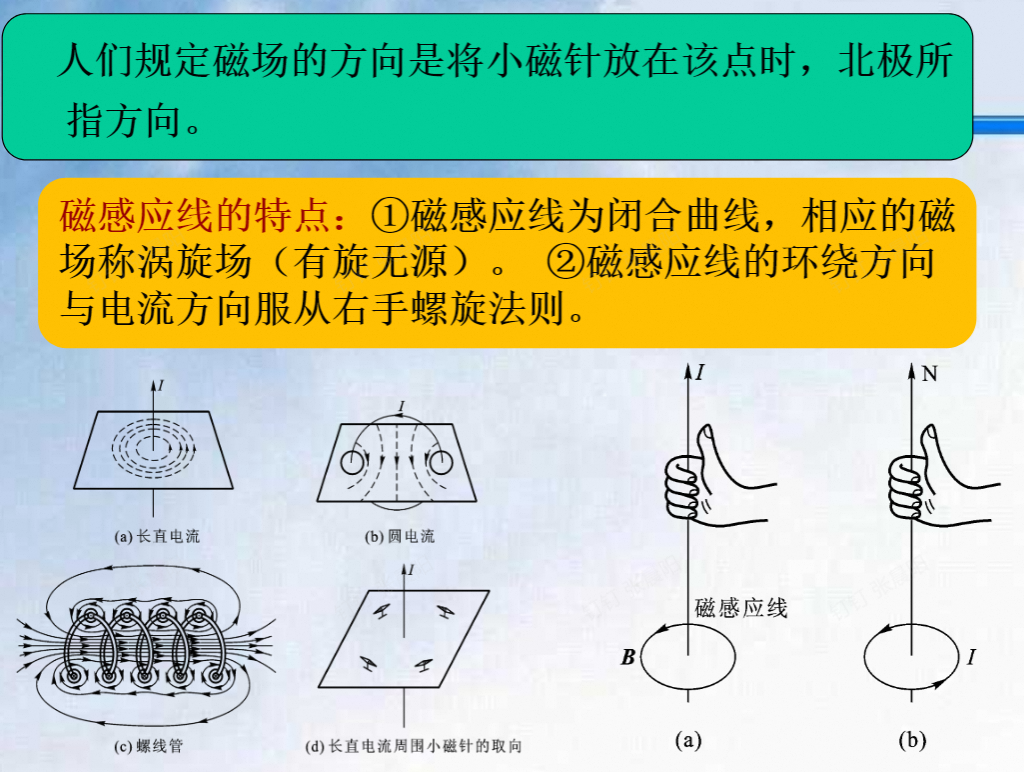 人们规定磁场的方向是将小磁针放在该点时，北极所
指方向。
磁感应线的特点：①磁感应线为闭合曲线，相应的磁
场称涡旋场（有旋无源）。 ②磁感应线的环绕方向
与电流方向服从右手螺旋法则。
I
(a) 长直电流
I
(b) 圆电流
(c) 螺线管
I
(d) 长直电流周围小磁针的取向
I
磁感应线
B
(a)
N
I
(b)